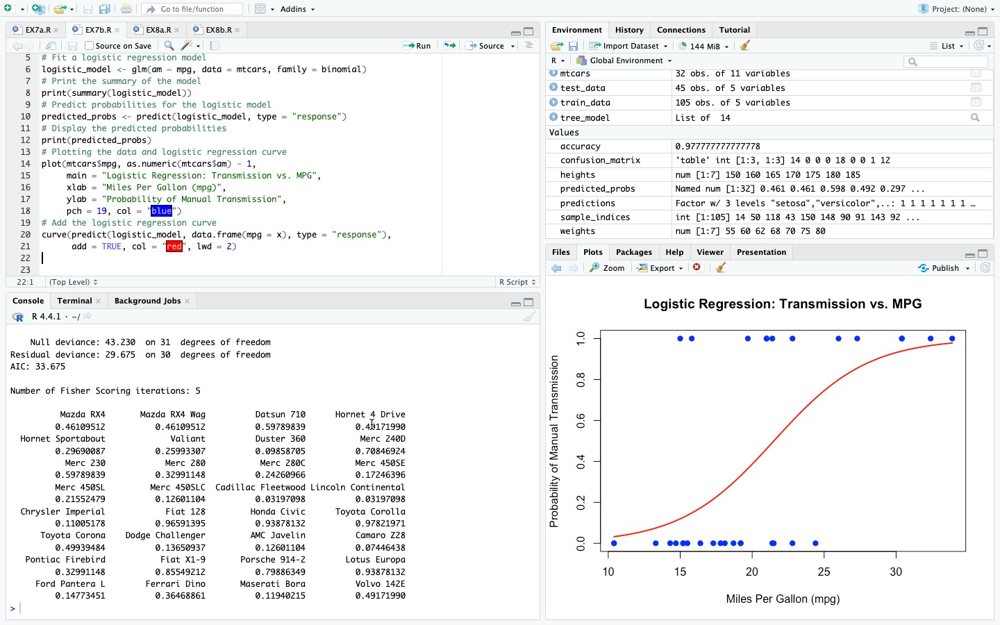 Go to file/function
Addins
Project: (None)
EX7a.R
EX7b.R
EX8a.R
EX8b.R
Source on Save
Run
Source
5 # Fit a logistic regression model
6 logistic_model <- glm(am ~ mpg, data = mtcars, family = binomial)
7 # Print the summary of the model
8 print(summary(logistic_model))
9 # Predict probabilities for the logistic model
10 predicted_probs <- predict(logistic_model, type = "response")
11 # Display the predicted probabilities
12 print(predicted_probs)
13 # Plotting the data and logistic regression curve
14 plot(mtcars$mpg, as.numeric(mtcars$am) - 1,
15 main = "Logistic Regression: Transmission vs. MPG",
16 xlab = "Miles Per Gallon (mpg)",
17 ylab = "Probability of Manual Transmission",
18 pch = 19, col = "blue")
19 # Add the logistic regression curve
20 curve(predict(logistic_model, data.frame(mpg = x), type = "response"),
21 add = TRUE, col = "red", lwd = 2)
22
23
22:1 (Top Level) R Script
Console Terminal Background Jobs
R 4.4.1 · ~/
Null deviance: 43.230 on 31 degrees of freedom
Residual deviance: 29.675 on 30 degrees of freedom
AIC: 33.675
Number of Fisher Scoring iterations: 5
Mazda RX4 Mazda RX4 Wag Datsun 710 Hornet 4 Drive
0.46109512 0.46109512 0.59789839 0.49171990
Hornet Sportabout Valiant Duster 360 Merc 240D
0.29690087 0.25993307 0.09858705 0.70846924
Merc 230 Merc 280 Merc 280C Merc 450SE
0.59789839 0.32991148 0.24260966 0.17246396
Merc 450SL Merc 450SLC Cadillac Fleetwood Lincoln Continental
0.21552479 0.12601104 0.03197098 0.03197098
Chrysler Imperial Fiat 128 Honda Civic Toyota Corolla
0.11005178 0.96591395 0.93878132 0.97821971
Toyota Corona Dodge Challenger AMC Javelin Camaro Z28
0.49939484 0.13650937 0.12601104 0.07446438
Pontiac Firebird Fiat X1-9 Porsche 914-2 Lotus Europa
0.32991148 0.85549212 0.79886349 0.93878132
Ford Pantera L Ferrari Dino Maserati Bora Volvo 142E
0.14773451 0.36468861 0.11940215 0.49171990
>
Environment History Connections Tutorial
Import Dataset 144 MiB List
R Global Environment
mtcars 32 obs. of 11 variables
test_data 45 obs. of 5 variables
train_data 105 obs. of 5 variables
tree_model List of 14
Values
accuracy 0.977777777777778
confusion_matrix 'table' int [1:3, 1:3] 14 0 0 0 18 0 0 1 12
heights num [1:7] 150 160 165 170 175 180 185
predicted_probs Named num [1:32] 0.461 0.461 0.598 0.492 0.297 ...
predictions Factor w/ 3 levels "setosa","versicolor",..: 1 1 1 1 1 1 1 …
sample_indices int [1:105] 14 50 118 43 150 148 90 91 143 92 ...
weights num [1:7] 55 60 62 68 70 75 80
Files Plots Packages Help Viewer Presentation
Zoom Export Publish
Logistic Regression: Transmission vs. MPG
Probability of Manual Transmission
1.0
0.8
0.6
0.4
0.2
0.0
10 15 20 25 30
Miles Per Gallon (mpg)